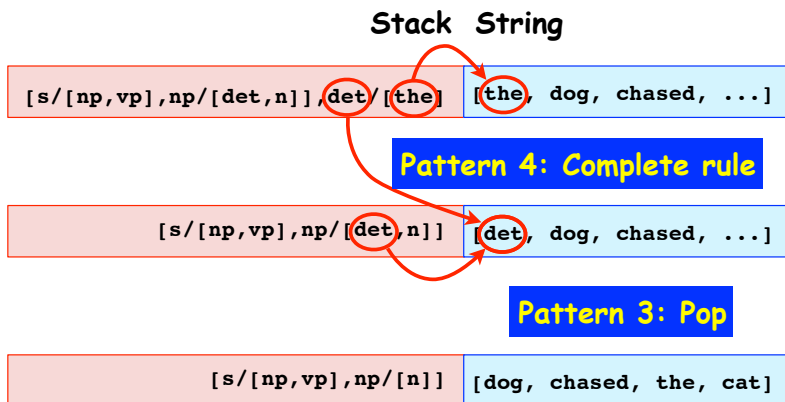 Stack String
[s/[np,vp],np/[det,n]],det/[the] [the, dog, chased, ...]
Pattern 4: Complete rule
[s/[np,vp],np/[det,n]] [det, dog, chased, ...]
Pattern 3: Pop
[s/[np,vp],np/[n]] [dog, chased, the, cat]